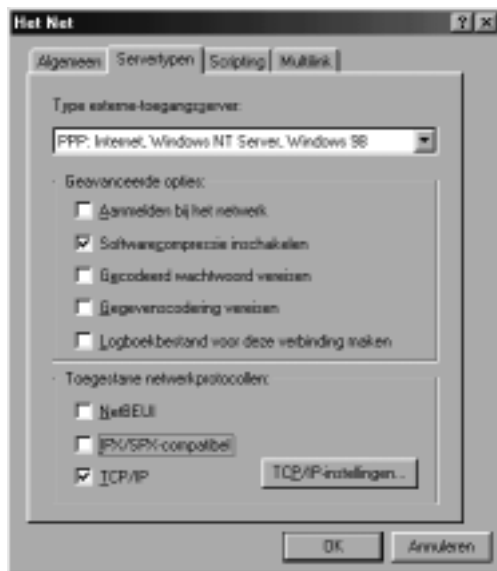 Het Net
Algemeen Servertypen Scripting Multilink
Type externe-toegangsserver:
PPP: Internet, Windows NT Server, Windows 98
Geavanceerde opties:
Aanmelden bij het netwerk
Softwarecompressie inschakelen
Gecodeerd wachtwoord vereisen
Gegevenscodering vereisen
Logboekbestand voor deze verbinding maken
Toegestane netwerkprotocollen:
NetBEUI
IPX/SPX-compatibel
TCP/IP TCP/IP-instellingen...
OK Annuleren